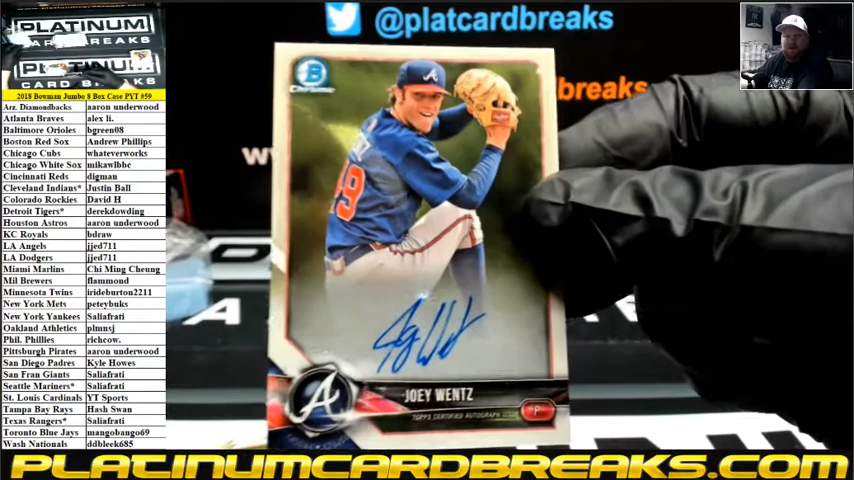 PLATINUM
CARD BREAKS
PLATINUM
CARD BREAKS
@platcardbreaks
breaks
w
2018 Bowman Jumbo 8 Box Case PYT #59
Arz. Diamondbacks aaron underwood
Atlanta Braves alex li.
Baltimore Orioles bgreen08
Boston Red Sox Andrew Phillips
Chicago Cubs whateverworks
Chicago White Sox mikawlbbc
Cincinnati Reds digman
Cleveland Indians* Justin Ball
Colorado Rockies David H
Detroit Tigers* derekdowding
Houston Astros aaron underwood
KC Royals bdraw
LA Angels jjed711
LA Dodgers jjed711
Miami Marlins Chi Ming Cheung
Mil Brewers flammond
Minnesota Twins irideburton2211
New York Mets peteybuks
New York Yankees Saliafrati
Oakland Athletics plmnsj
Phil. Phillies richcow.
Pittsburgh Pirates aaron underwood
San Diego Padres Kyle Howes
San Fran Giants Saliafrati
Seattle Mariners* Saliafrati
St. Louis Cardinals YT Sports
Tampa Bay Rays Hash Swan
Texas Rangers* Saliafrati
Toronto Blue Jays mangobango69
Wash Nationals ddbleek685
B
Chrome
A
49
A
JOEY WENTZ
TOPPS CERTIFIED AUTOGRAPH ISSUE
P
PLATINUMCARDBREAKS.COM